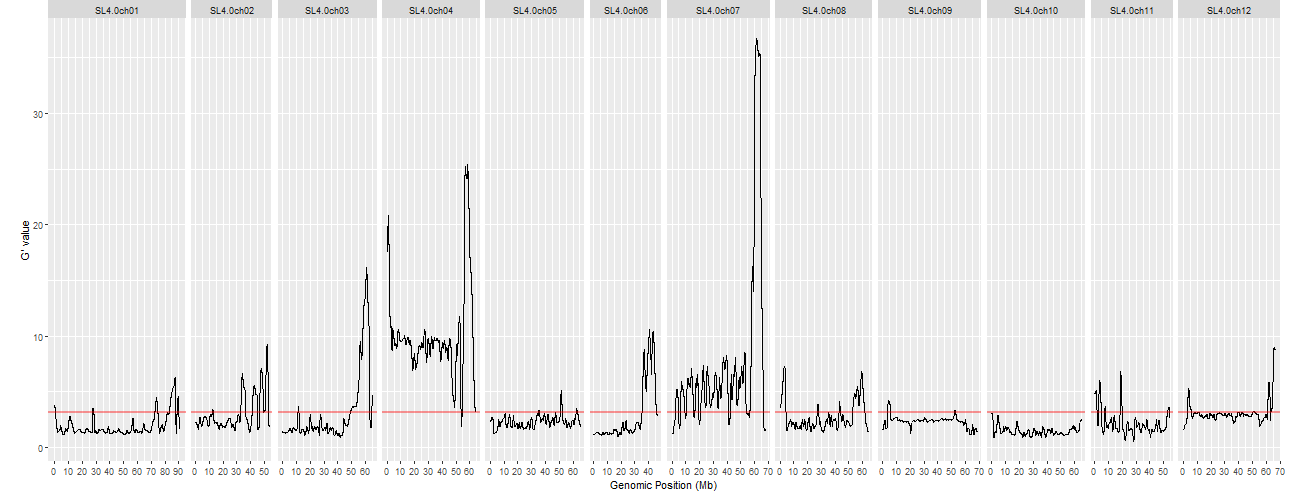 SL4.0ch01 SL4.0ch02 SL4.0ch03 SL4.0ch04 SL4.0ch05 SL4.0ch06 SL4.0ch07 SL4.0ch08 SL4.0ch09 SL4.0ch10 SL4.0ch11 SL4.0ch12
30
20
10
0
G' value
0 10 20 30 40 50 60 70 80 90 0 10 20 30 40 50 0 10 20 30 40 50 60 0 10 20 30 40 50 60 0 10 20 30 40 50 60 0 10 20 30 40 0 10 20 30 40 50 60 70 0 10 20 30 40 50 60 0 10 20 30 40 50 60 0 10 20 30 40 50 60 0 10 20 30 40 50 0 10 20 30 40 50 60 70
Genomic Position (Mb)